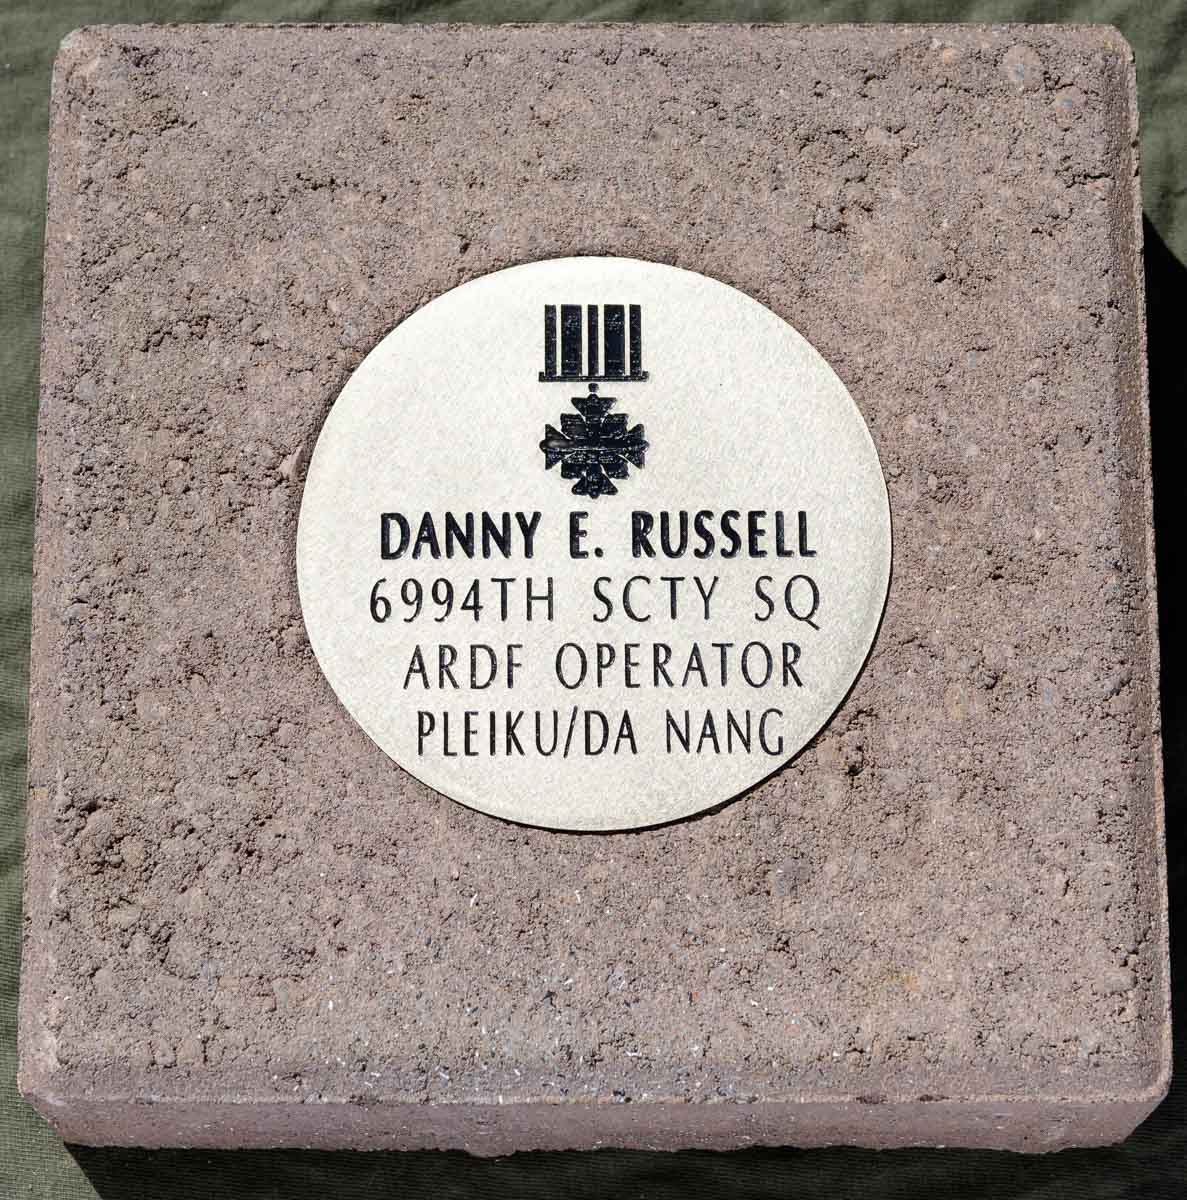 DANNY E. RUSSELL
6994TH SCTY SQ
ARDF OPERATOR
PLEIKU/DA NANG